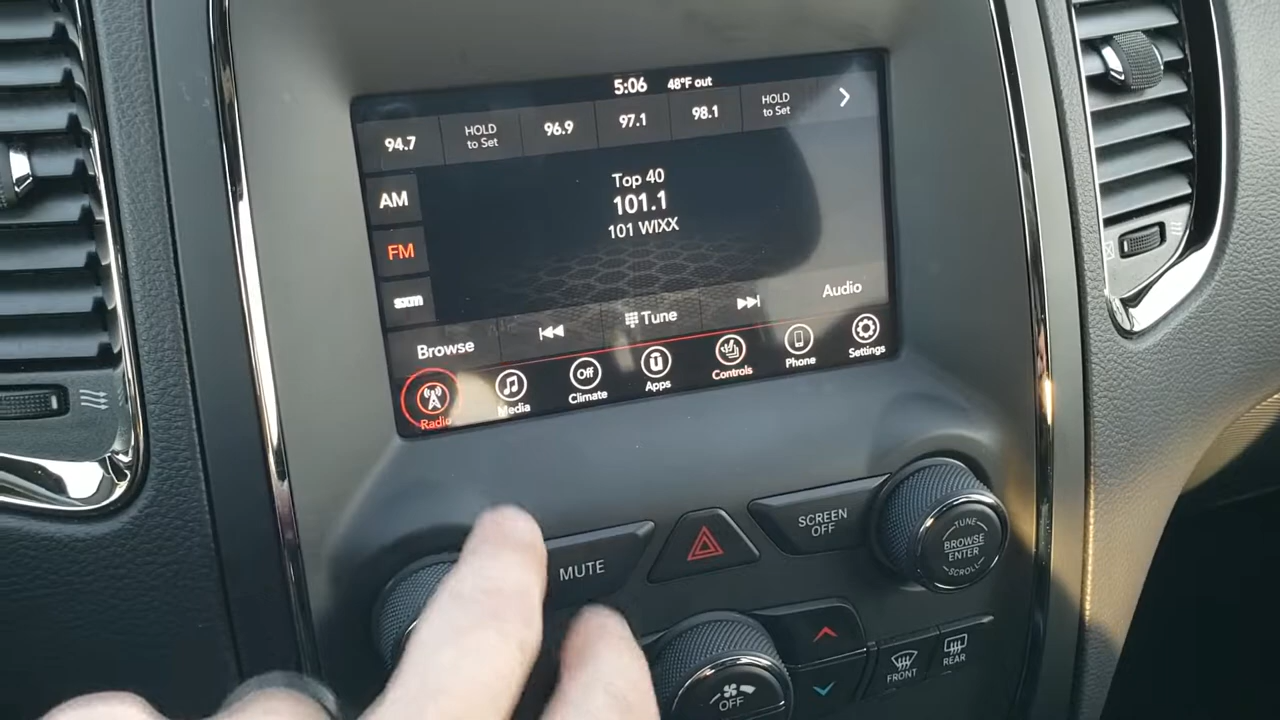 5:06 48°F out
94.7 HOLD to Set 96.9 97.1 98.1 HOLD to Set
AM
FM
sxm
Top 40
101.1
101 WIXX
Browse Tune Audio
Radio Media Off Climate Apps Controls Phone Settings
MUTE
SCREEN
OFF
TUNE
BROWSE
ENTER
SCROLL
OFF
FRONT
REAR